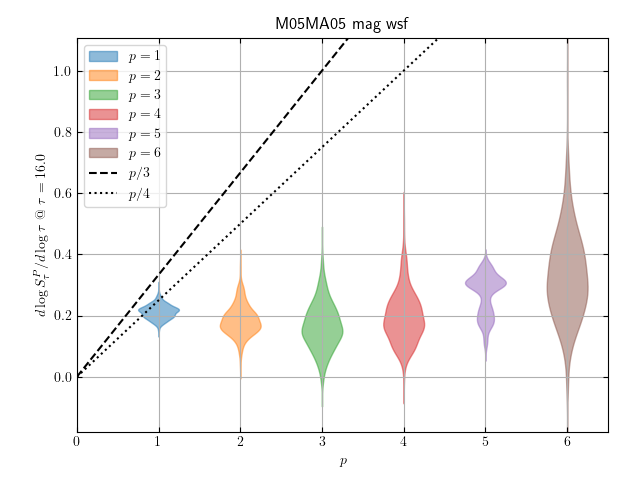 M05MA05 mag wsf
d log S_τ^P / d log τ @ τ = 16.0
1.0
0.8
0.6
0.4
0.2
0.0
p = 1
p = 2
p = 3
p = 4
p = 5
p = 6
p/3
p/4
0 1 2 3 4 5 6
p